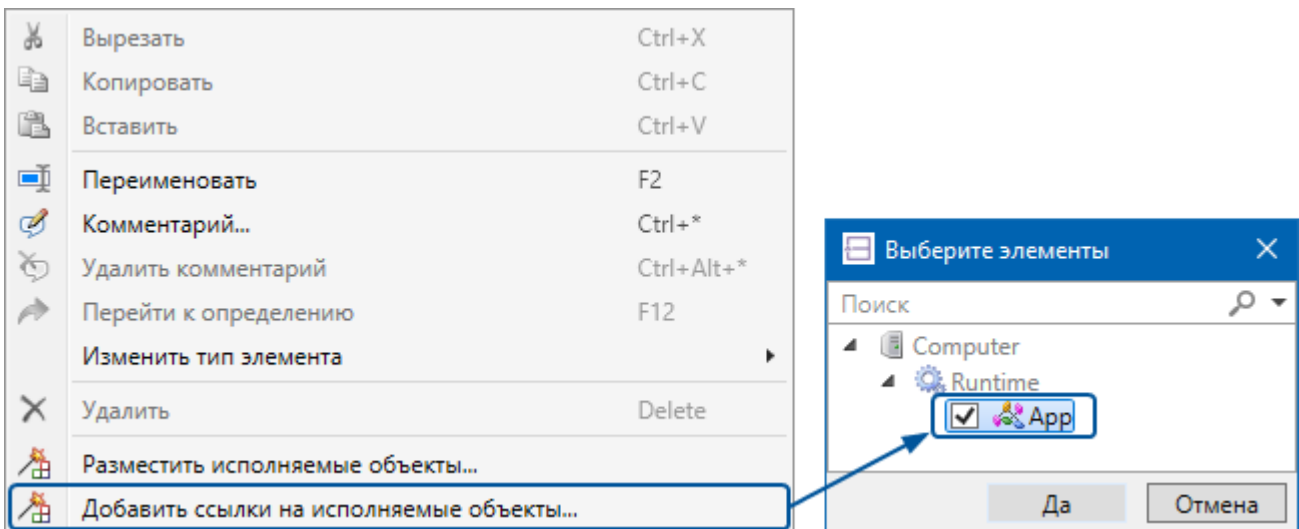 Вырезать Ctrl+X
Копировать Ctrl+C
Вставить Ctrl+V
Переименовать F2
Комментарий... Ctrl+*
Удалить комментарий Ctrl+Alt+*
Перейти к определению F12
Изменить тип элемента
Удалить Delete
Разместить исполняемые объекты...
Добавить ссылки на исполняемые объекты...
Выберите элементы
Поиск
Computer
Runtime
App
Да Отмена